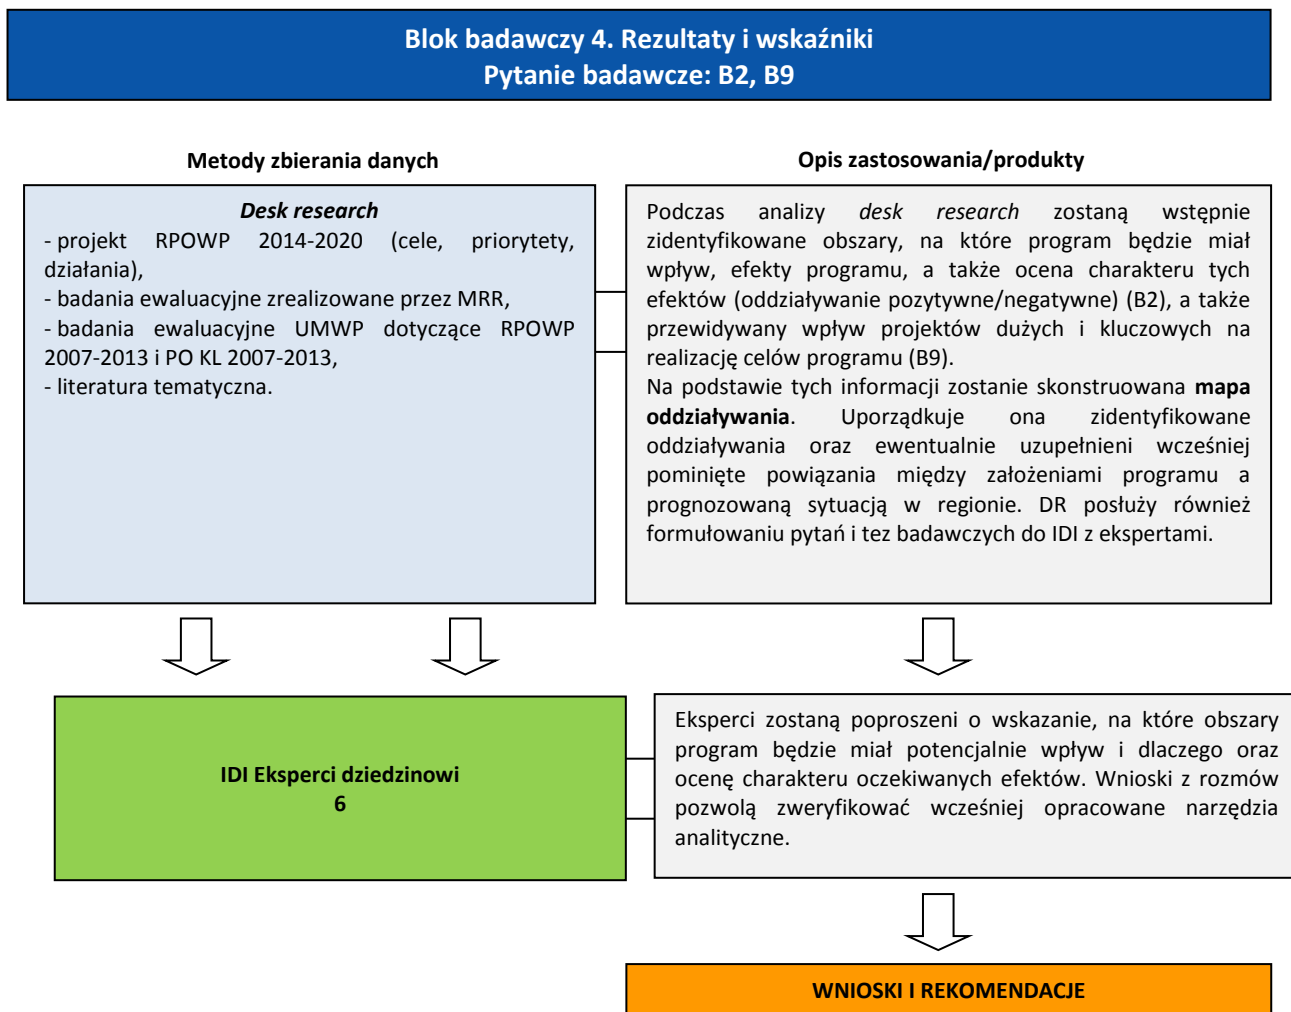 Blok badawczy 4. Rezultaty i wskaźniki
Pytanie badawcze: B2, B9
Metody zbierania danych
Desk research
- projekt RPOWP 2014-2020 (cele, priorytety,
działania),
- badania ewaluacyjne zrealizowane przez MRR,
- badania ewaluacyjne UMWP dotyczące RPOWP
2007-2013 i PO KL 2007-2013,
- literatura tematyczna.
Opis zastosowania/produkty
Podczas analizy desk research zostaną wstępnie
zidentyfikowane obszary, na które program będzie miał
wpływ, efekty programu, a także ocena charakteru tych
efektów (oddziaływanie pozytywne/negatywne) (B2), a także
przewidywany wpływ projektów dużych i kluczowych na
realizację celów programu (B9).
Na podstawie tych informacji zostanie skonstruowana mapa
oddziaływania. Uporządkuje ona zidentyfikowane
oddziaływania oraz ewentualnie uzupełnieni wcześniej
pominięte powiązania między założeniami programu a
prognozowaną sytuacją w regionie. DR posłuży również
formułowaniu pytań i tez badawczych do IDI z ekspertami.
IDI Eksperci dziedzinowi
6
Eksperci zostaną poproszeni o wskazanie, na które obszary
program będzie miał potencjalnie wpływ i dlaczego oraz
ocenę charakteru oczekiwanych efektów. Wnioski z rozmów
pozwolą zweryfikować wcześniej opracowane narzędzia
analityczne.
WNIOSKI I REKOMENDACJE